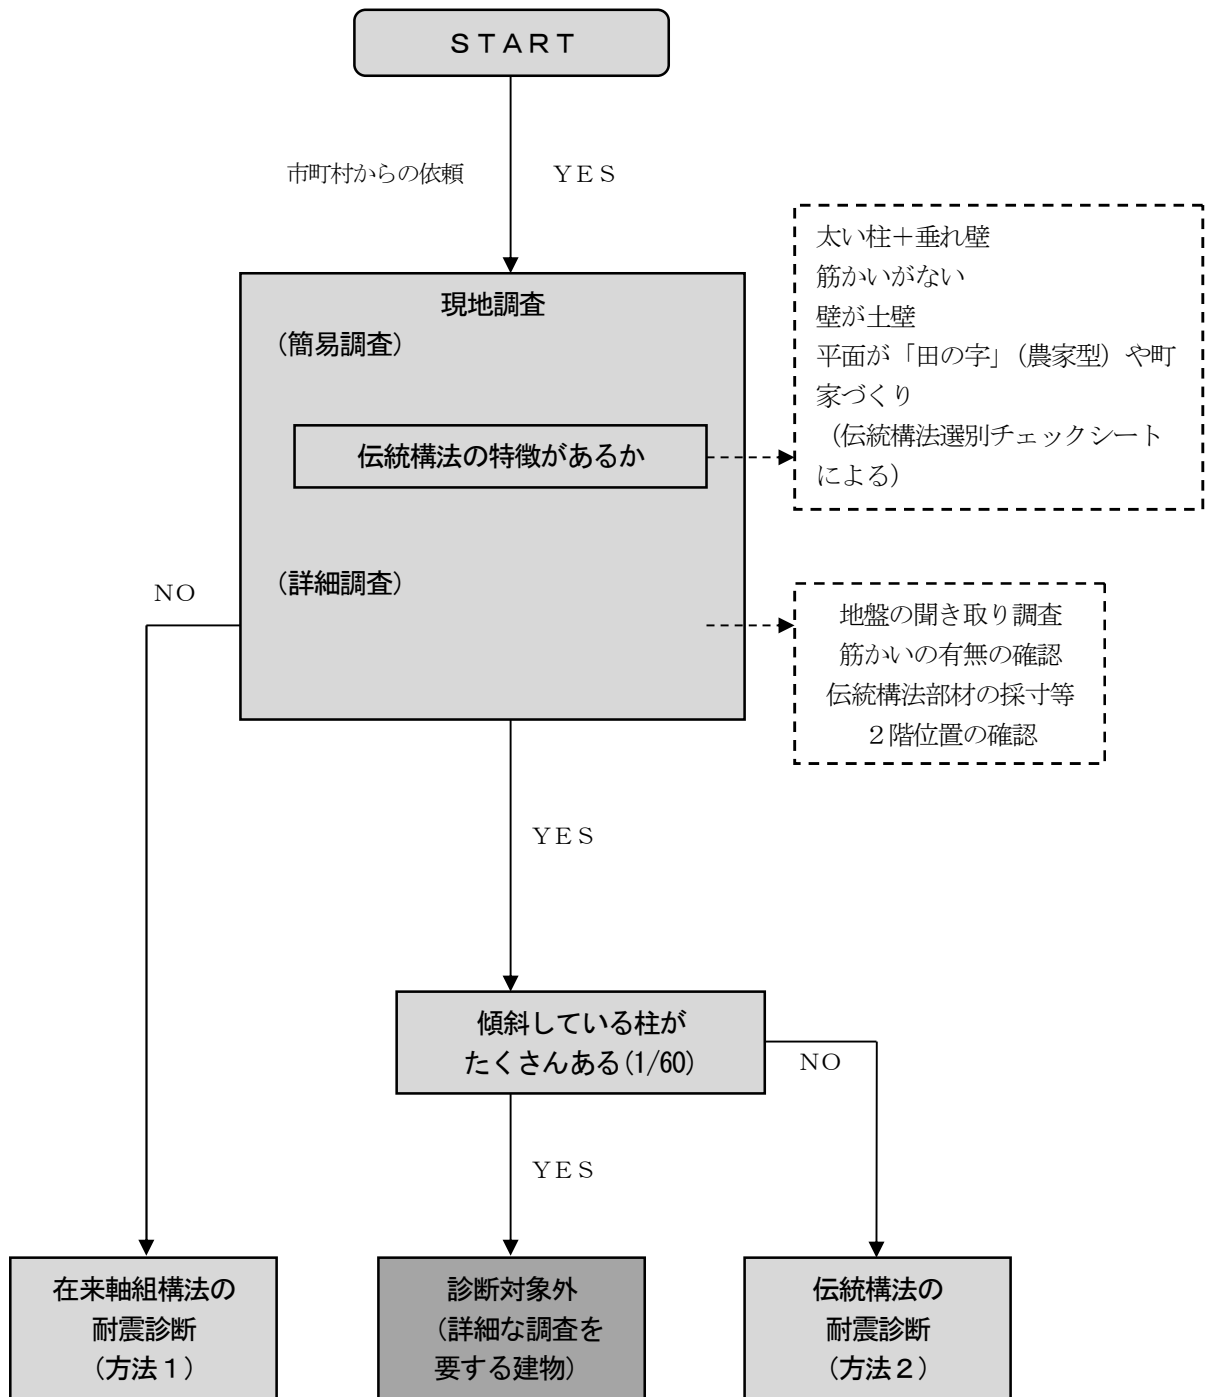 ＳＴＡＲＴ
市町村からの依頼
ＹＥＳ
現地調査
（簡易調査）
伝統構法の特徴があるか
（詳細調査）
太い柱＋垂れ壁
筋かいがない
壁が土壁
平面が「田の字」（農家型）や町
家づくり
（伝統構法選別チェックシート
による）
地盤の聞き取り調査
筋かいの有無の確認
伝統構法部材の採寸等
２階位置の確認
ＮＯ
ＹＥＳ
傾斜している柱が
たくさんある(1/60)
ＮＯ
ＹＥＳ
在来軸組構法の
耐震診断
（方法１）
診断対象外
（詳細な調査を
要する建物）
伝統構法の
耐震診断
（方法２）